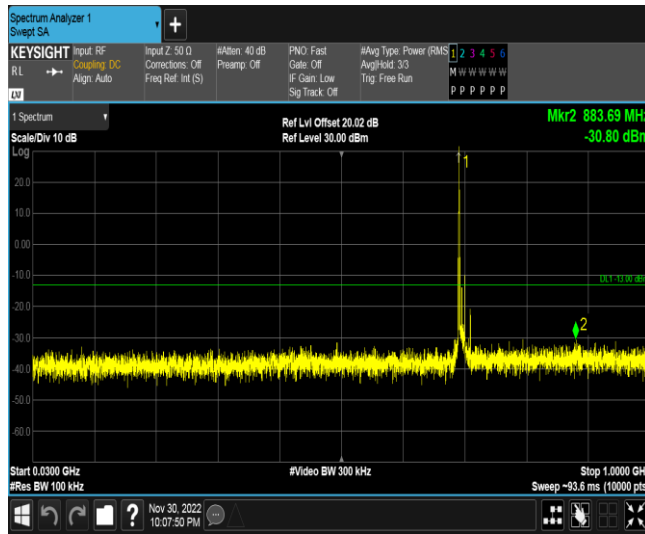 Spectrum Analyzer 1
Swept SA
+
KEYSIGHT Input: RF Input Z: 50 Ω #Atten: 40 dB PNO: Fast #Avg Type: Power (RMS 1 2 3 4 5 6
RL Coupling: DC Corrections: Off Preamp: Off Gate: Off Avg|Hold: 3/3 M W W W W W
Align: Auto Freq Ref: Int (S) IF Gain: Low Trig: Free Run
LXI Sig Track: Off P P P P P P
1 Spectrum Ref Lvl Offset 20.02 dB Mkr2 883.69 MHz
Scale/Div 10 dB Ref Level 30.00 dBm -30.80 dBm
Log
1
20.0
10.0
0.00
-10.0
DL1 -13.00 dBm
-20.0
2
-30.0
-40.0
-50.0
-60.0
Start 0.0300 GHz #Video BW 300 kHz Stop 1.0000 GH
#Res BW 100 kHz Sweep ~93.6 ms (10000 pts
? Nov 30, 2022
10:07:50 PM